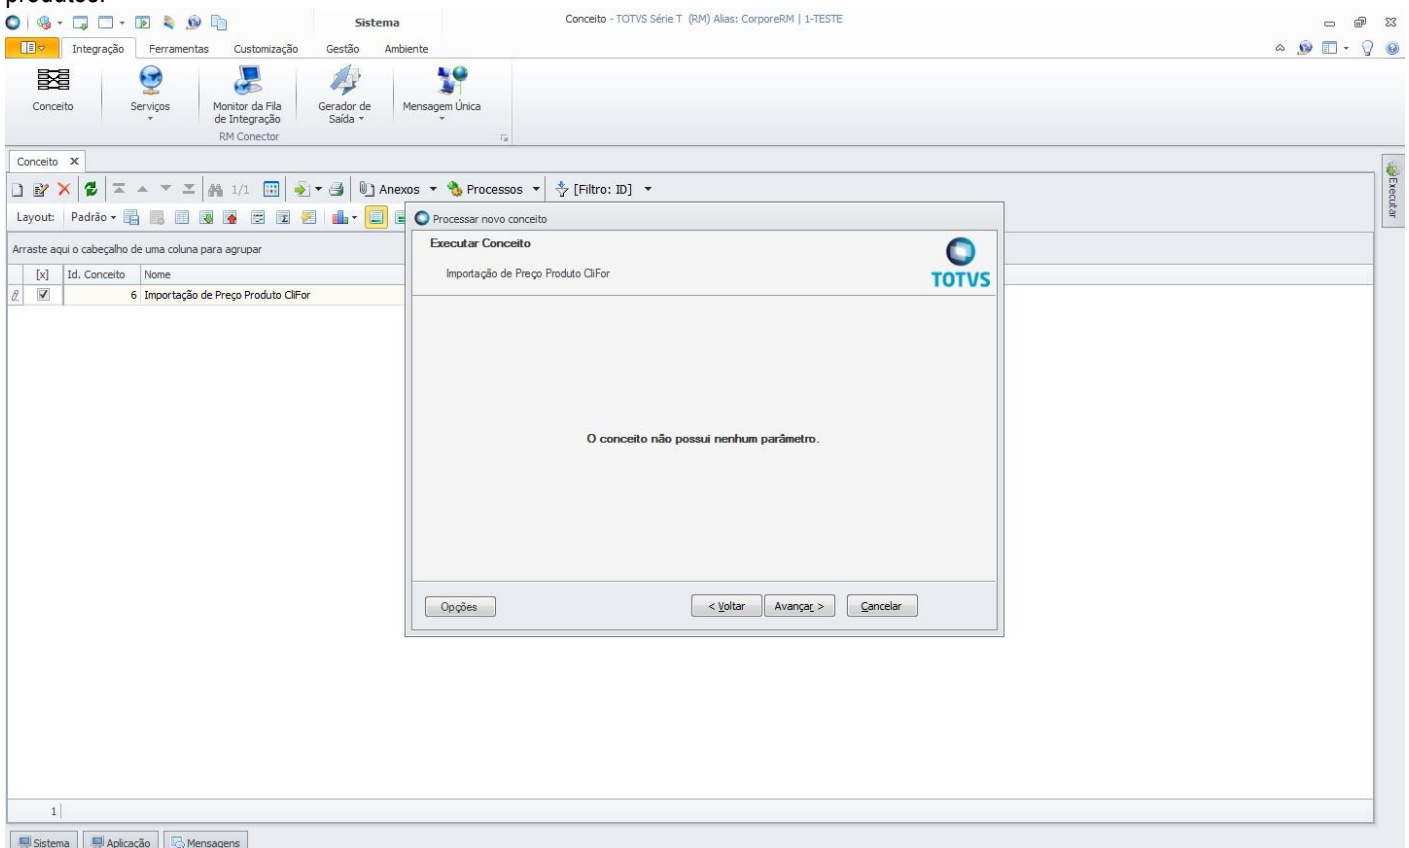 produtos.
Sistema
Conceito - TOTVS Série T (RM) Alias: CorporeRM | 1-TESTE
Integração Ferramentas Customização Gestão Ambiente
Conceito Serviços Monitor da Fila de Integração Gerador de Saída Mensagem Única
RM Conector
Conceito X
1/1 Anexos Processos [Filtro: ID]
Executar
Layout: Padrão
Processar novo conceito
Arraste aqui o cabeçalho de uma coluna para agrupar
Executar Conceito
Importação de Preço Produto CliFor
TOTVS
[x] Id. Conceito Nome
6 Importação de Preço Produto CliFor
O conceito não possui nenhum parâmetro.
Opções < Voltar Avançar > Cancelar
1
Sistema Aplicação Mensagens